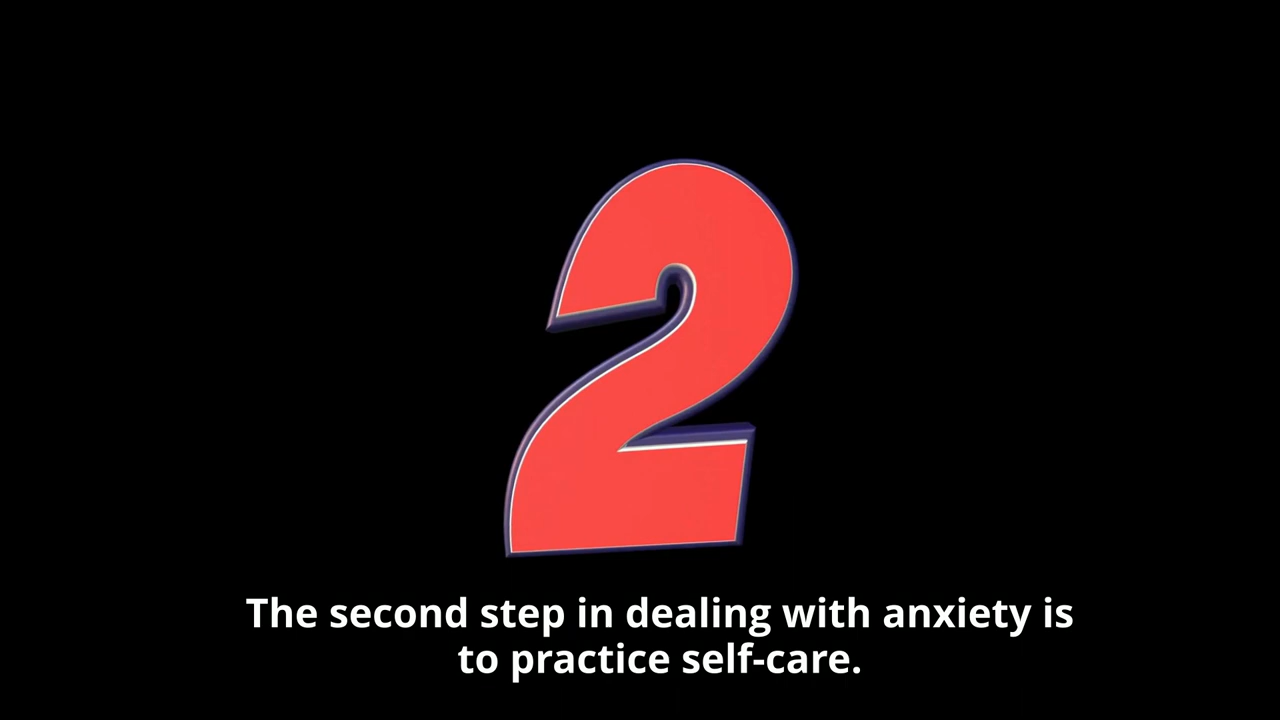 2
The second step in dealing with anxiety is
to practice self-care.